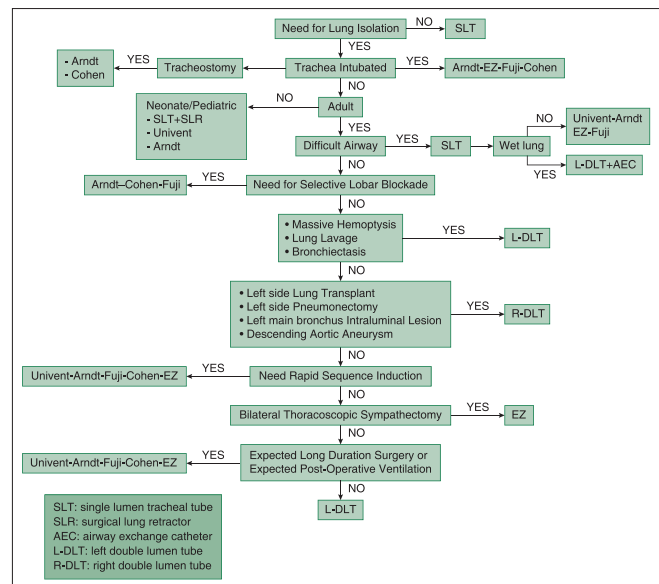 Need for Lung Isolation
NO
SLT
YES
- Arndt
- Cohen
YES
Tracheostomy
Trachea Intubated
YES
Arndt-EZ-Fuji-Cohen
NO
Neonate/Pediatric
- SLT+SLR
- Univent
- Arndt
NO
Adult
YES
Difficult Airway
YES
SLT
Wet lung
NO
Univent-Arndt
EZ-Fuji
YES
L-DLT+AEC
NO
Arndt–Cohen-Fuji
YES
Need for Selective Lobar Blockade
NO
• Massive Hemoptysis
• Lung Lavage
• Bronchiectasis
YES
L-DLT
NO
• Left side Lung Transplant
• Left side Pneumonectomy
• Left main bronchus Intraluminal Lesion
• Descending Aortic Aneurysm
YES
R-DLT
NO
Univent-Arndt-Fuji-Cohen-EZ
YES
Need Rapid Sequence Induction
NO
Bilateral Thoracoscopic Sympathectomy
YES
EZ
NO
Univent-Arndt-Fuji-Cohen-EZ
YES
Expected Long Duration Surgery or
Expected Post-Operative Ventilation
NO
L-DLT
SLT: single lumen tracheal tube
SLR: surgical lung retractor
AEC: airway exchange catheter
L-DLT: left double lumen tube
R-DLT: right double lumen tube